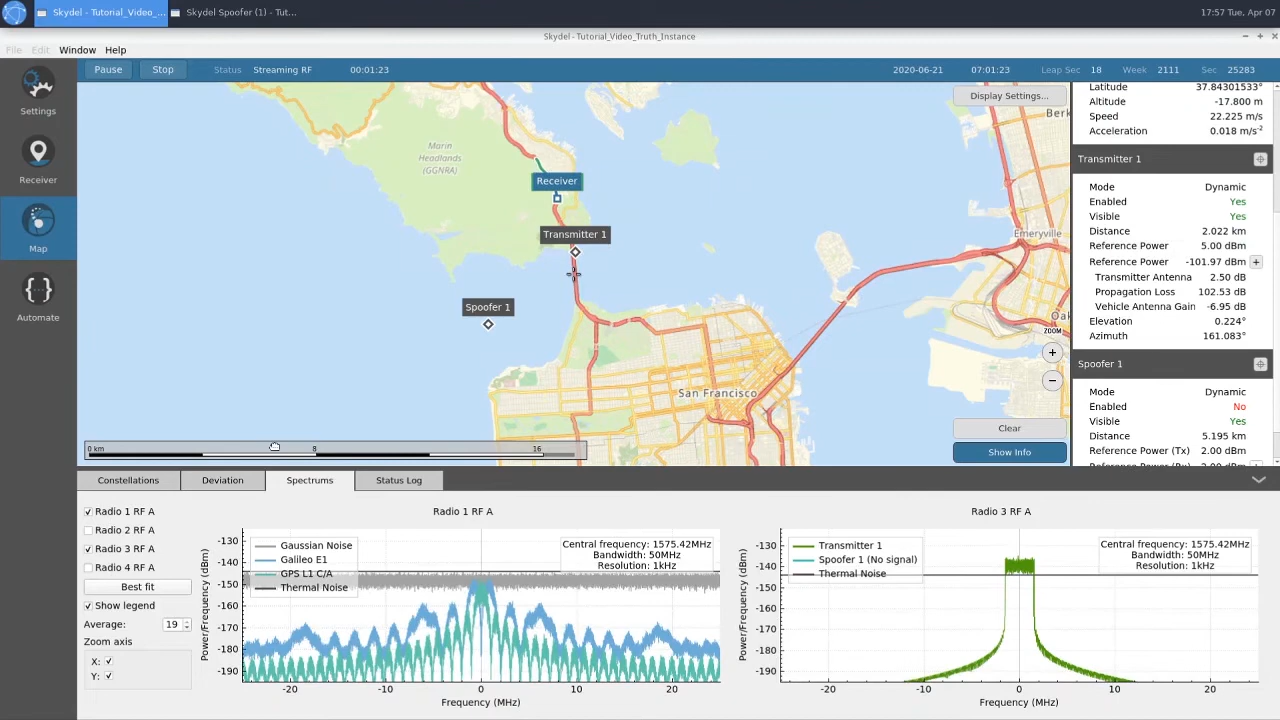 Skydel - Tutorial_Video_... Skydel Spoofer (1) - Tut... 17:57 Tue, Apr 07
Skydel - Tutorial_Video_Truth_Instance
File Edit Window Help
Pause Stop Status Streaming RF 00:01:23 2020-06-21 07:01:23 Leap Sec 18 Week 2111 Sec 25283
Settings
Receiver
Map
Automate
Marin
Headlands
(GGNRA)
Receiver
Transmitter 1
Spoofer 1
San Francisco
Emeryville
Berk
Oak
Display Settings...
ZOOM
+
−
Clear
Show Info
0 km 8 16
Latitude 37.84301533°
Altitude -17.800 m
Speed 22.225 m/s
Acceleration 0.018 m/s²
Transmitter 1
Mode Dynamic
Enabled Yes
Visible Yes
Distance 2.022 km
Reference Power 5.00 dBm
Reference Power -101.97 dBm +
Transmitter Antenna 2.50 dB
Propagation Loss 102.53 dB
Vehicle Antenna Gain -6.95 dB
Elevation 0.224°
Azimuth 161.083°
Spoofer 1
Mode Dynamic
Enabled No
Visible Yes
Distance 5.195 km
Reference Power (Tx) 2.00 dBm
Constellations Deviation Spectrums Status Log
Radio 1 RF A
Radio 2 RF A
Radio 3 RF A
Radio 4 RF A
Best fit
Show legend
Average: 19
Zoom axis
X:
Y:
Radio 1 RF A
Power/Frequency (dBm)
-130
-140
-150
-160
-170
-180
-190
Gaussian Noise
Galileo E1
GPS L1 C/A
Thermal Noise
Central frequency: 1575.42MHz
Bandwidth: 50MHz
Resolution: 1kHz
-20 -10 0 10 20
Frequency (MHz)
Radio 3 RF A
Power/Frequency (dBm)
-130
-140
-150
-160
-170
-180
-190
Transmitter 1
Spoofer 1 (No signal)
Thermal Noise
Central frequency: 1575.42MHz
Bandwidth: 50MHz
Resolution: 1kHz
-20 -10 0 10 20
Frequency (MHz)